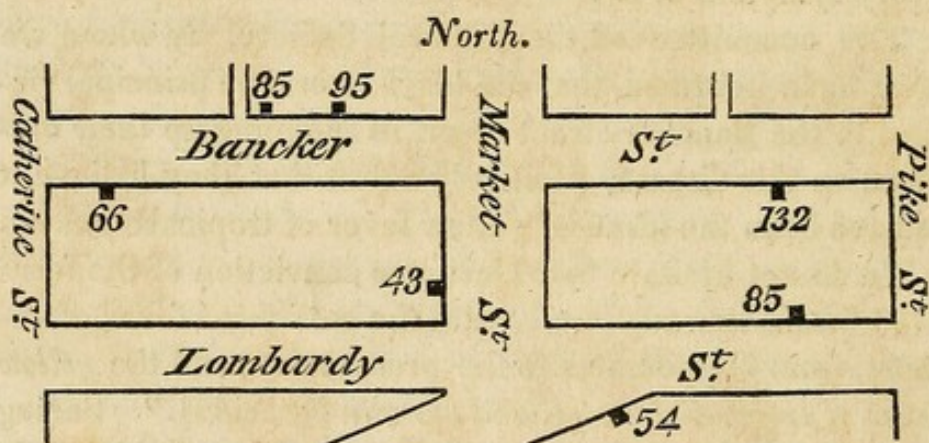 North.
85 95
Catherine St.
Bancker St.
Market St.
Pike St.
66
132
43
85
Lombardy St.
54